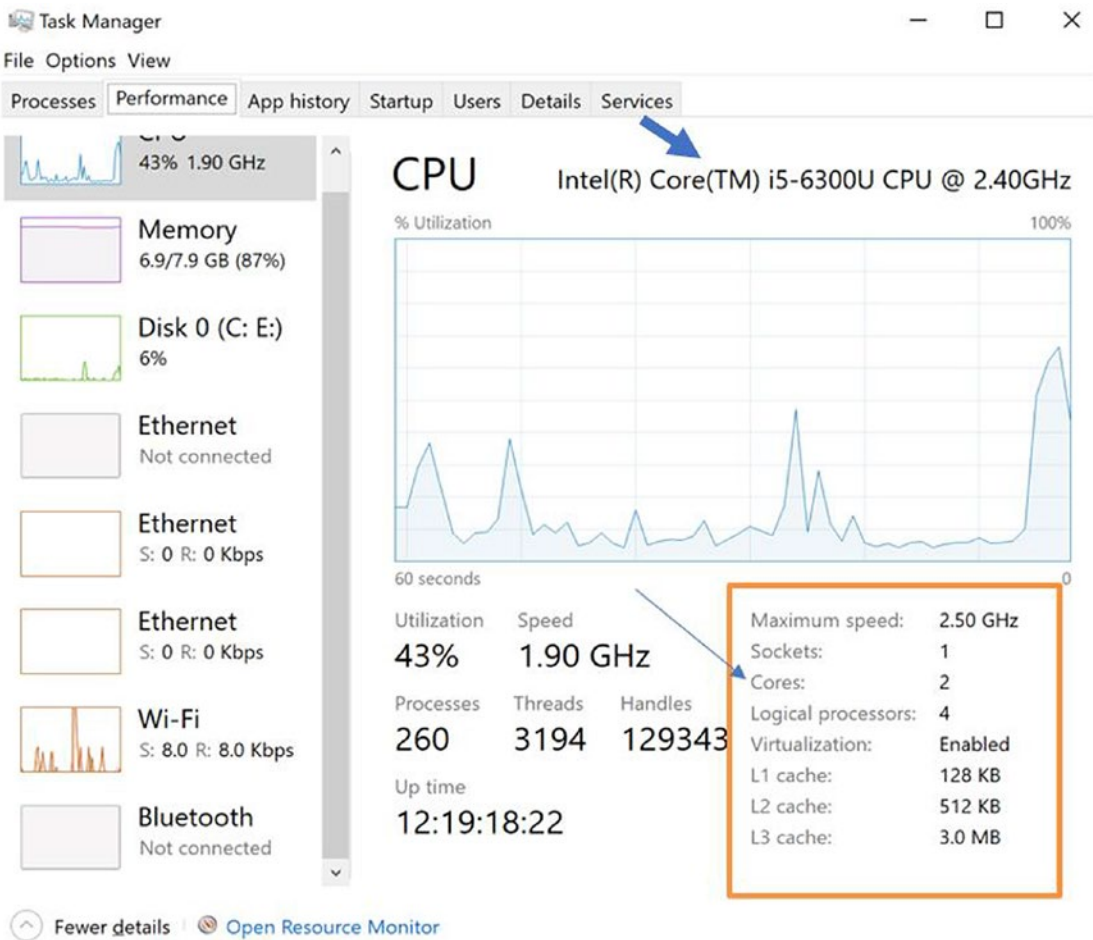 Task Manager
File Options View
Processes Performance App history Startup Users Details Services
CPU
43% 1.90 GHz
Memory
6.9/7.9 GB (87%)
Disk 0 (C: E:)
6%
Ethernet
Not connected
Ethernet
S: 0 R: 0 Kbps
Ethernet
S: 0 R: 0 Kbps
Wi-Fi
S: 8.0 R: 8.0 Kbps
Bluetooth
Not connected
CPU
Intel(R) Core(TM) i5-6300U CPU @ 2.40GHz
% Utilization 100%
60 seconds 0
Utilization Speed
43% 1.90 GHz
Processes Threads Handles
260 3194 129343
Up time
12:19:18:22
Maximum speed: 2.50 GHz
Sockets: 1
Cores: 2
Logical processors: 4
Virtualization: Enabled
L1 cache: 128 KB
L2 cache: 512 KB
L3 cache: 3.0 MB
Fewer details Open Resource Monitor